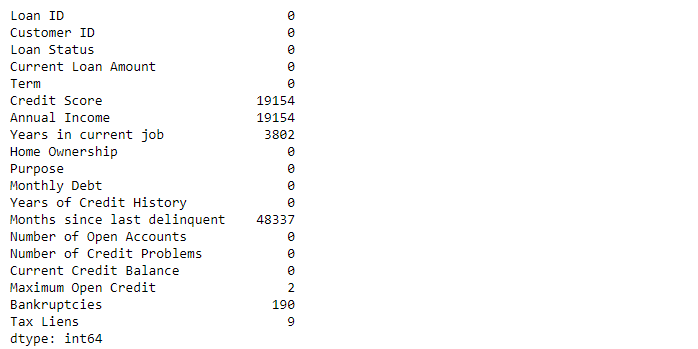 Loan ID 0
Customer ID 0
Loan Status 0
Current Loan Amount 0
Term 0
Credit Score 19154
Annual Income 19154
Years in current job 3802
Home Ownership 0
Purpose 0
Monthly Debt 0
Years of Credit History 0
Months since last delinquent 48337
Number of Open Accounts 0
Number of Credit Problems 0
Current Credit Balance 0
Maximum Open Credit 2
Bankruptcies 190
Tax Liens 9
dtype: int64